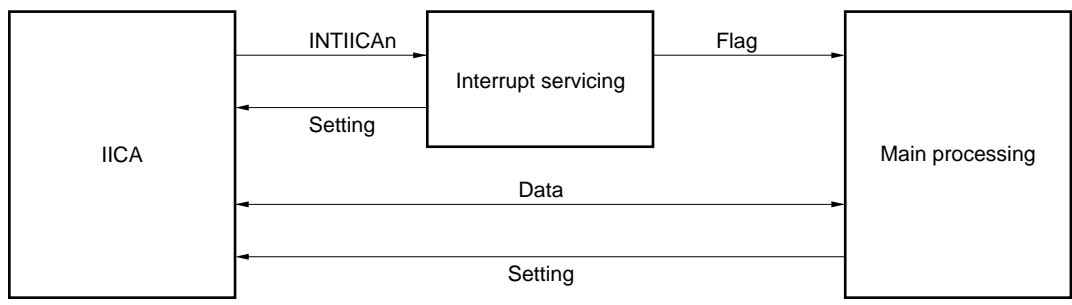 INTIICAn
Flag
Interrupt servicing
Setting
IICA
Main processing
Data
Setting